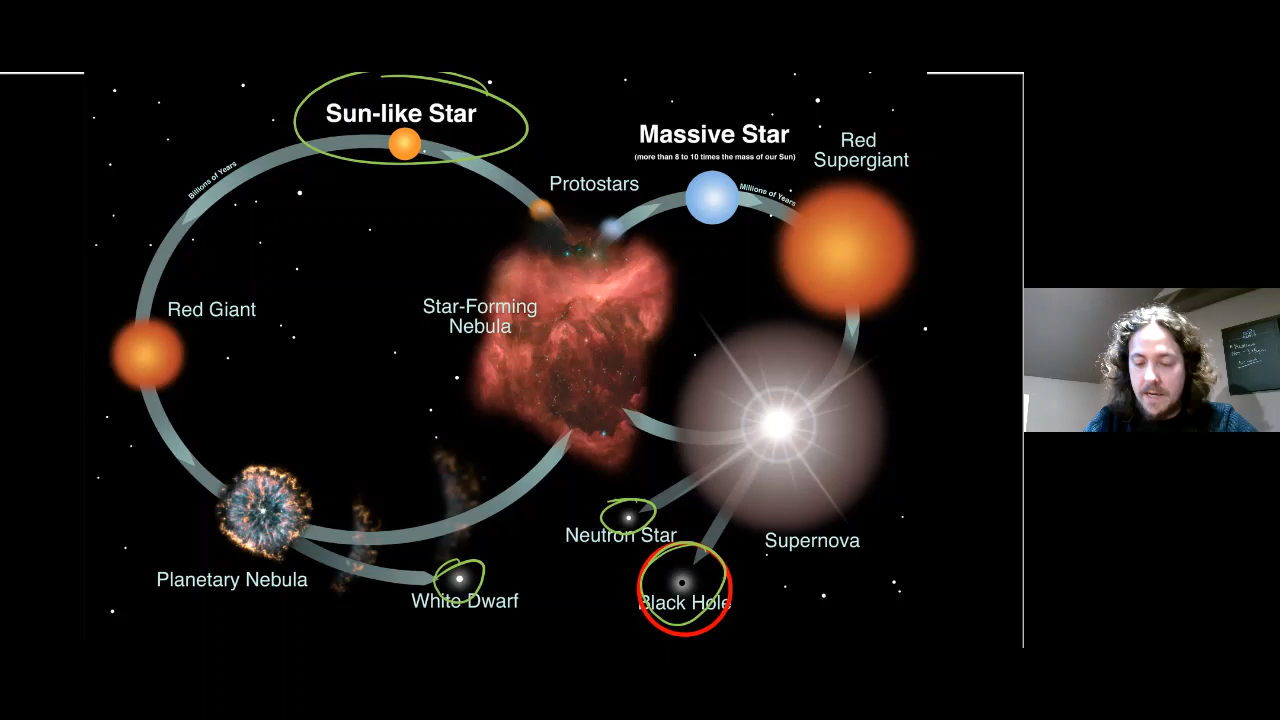 Sun-like Star
Massive Star
(more than 8 to 10 times the mass of our Sun)
Red
Supergiant
Protostars
Billions of Years
Millions of Years
Red Giant
Star-Forming
Nebula
Neutron Star
Supernova
Planetary Nebula
White Dwarf
Black Hole